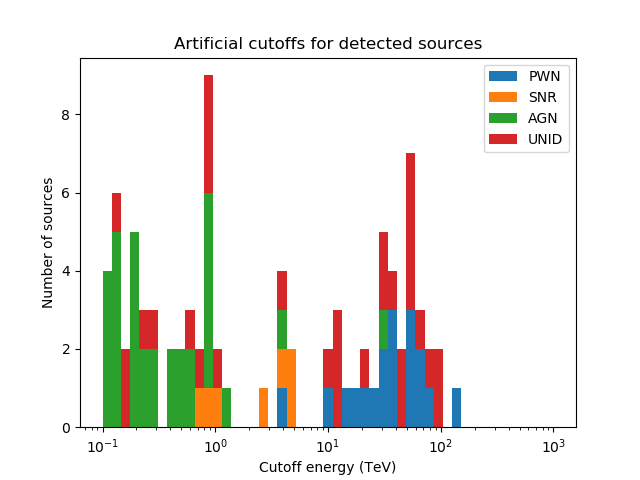 Artificial cutoffs for detected sources
PWN
SNR
AGN
UNID
Number of sources
8
6
4
2
0
10⁻¹
10⁰
10¹
10²
10³
Cutoff energy (TeV)